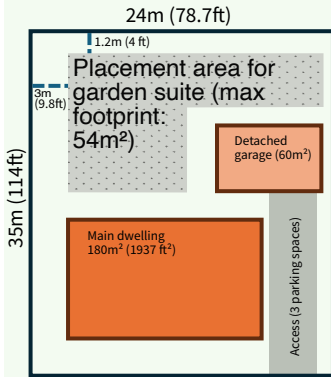 24m (78.7ft)
1.2m (4 ft)
Placement area for
garden suite (max
footprint:
54m²)
3m
(9.8ft)
35m (114ft)
Detached
garage (60m²)
Main dwelling
180m² (1937 ft²)
Access (3 parking spaces)